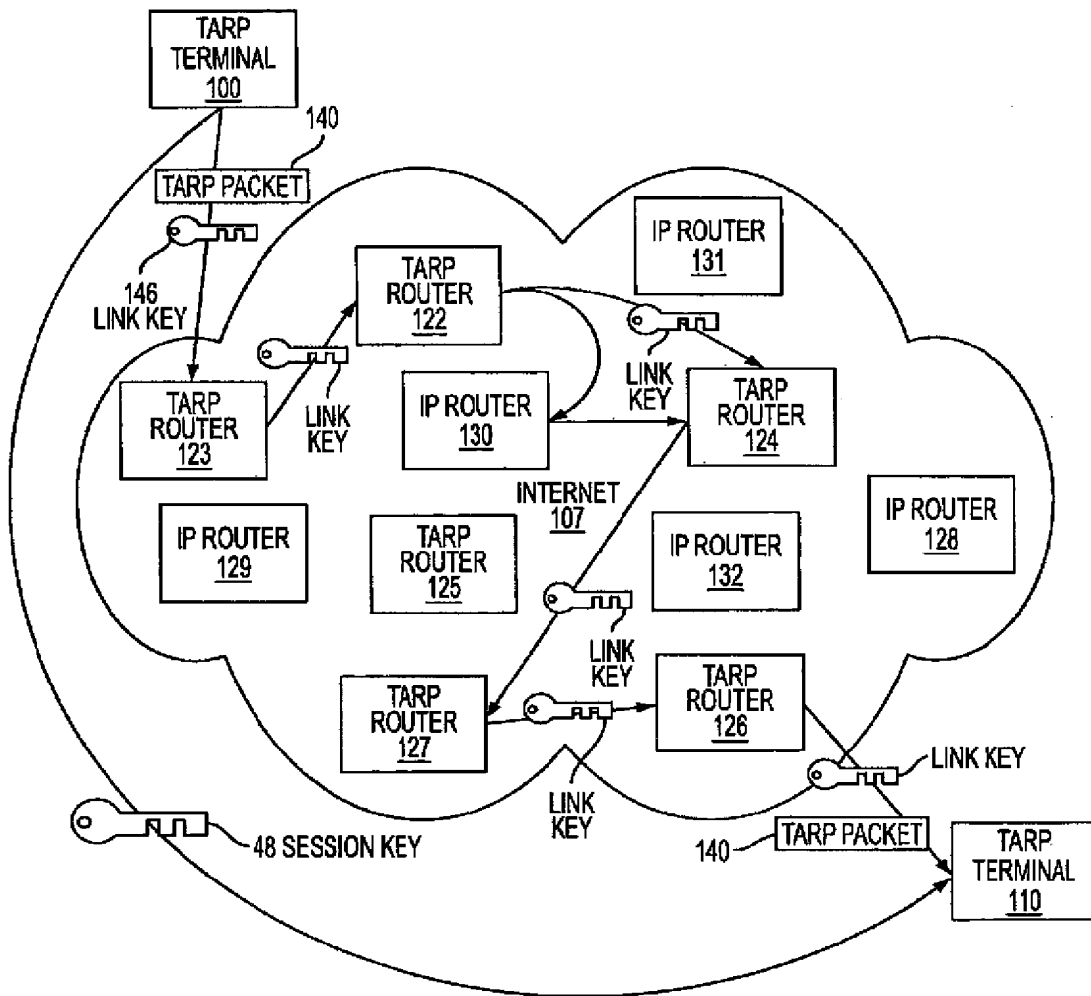 TARP
TERMINAL
100
140
TARP PACKET
146
LINK KEY
TARP
ROUTER
122
IP ROUTER
131
LINK
KEY
LINK
KEY
TARP
ROUTER
123
IP ROUTER
130
TARP
ROUTER
124
INTERNET
107
IP ROUTER
129
TARP
ROUTER
125
IP ROUTER
132
IP ROUTER
128
LINK
KEY
TARP
ROUTER
127
TARP
ROUTER
126
LINK
KEY
LINK KEY
48 SESSION KEY
140
TARP PACKET
TARP
TERMINAL
110